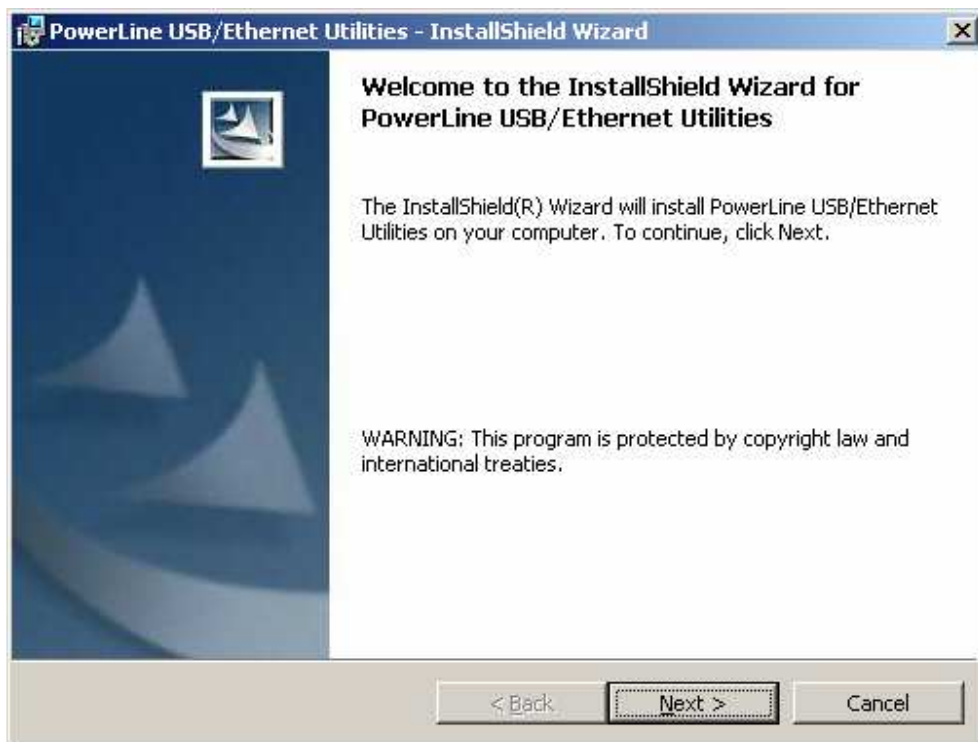 PowerLine USB/Ethernet Utilities - InstallShield Wizard
Welcome to the InstallShield Wizard for
PowerLine USB/Ethernet Utilities
The InstallShield(R) Wizard will install PowerLine USB/Ethernet
Utilities on your computer. To continue, click Next.
WARNING: This program is protected by copyright law and
international treaties.
< Back
Next >
Cancel